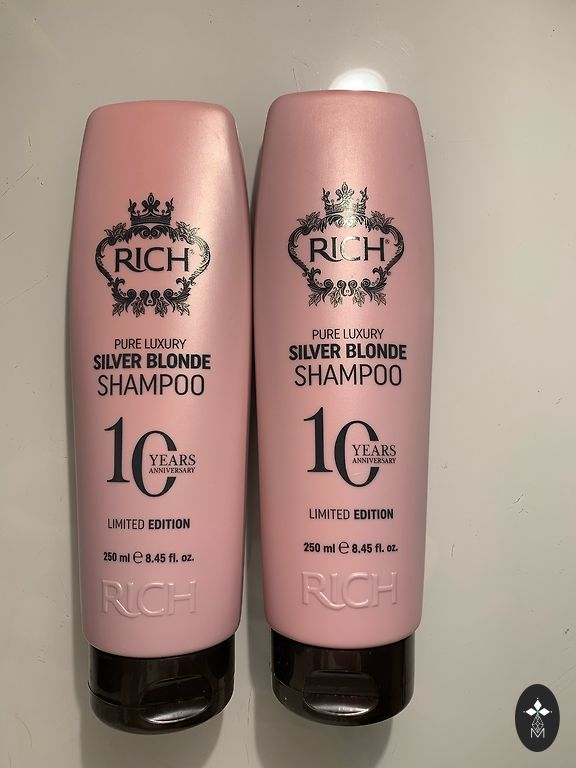 RICH®
PURE LUXURY
SILVER BLONDE
SHAMPOO
10 YEARS
ANNIVERSARY
LIMITED EDITION
250 ml ℮ 8.45 fl. oz.
RICH
RICH®
PURE LUXURY
SILVER BLONDE
SHAMPOO
10 YEARS
ANNIVERSARY
LIMITED EDITION
250 ml ℮ 8.45 fl. oz.
RICH
M